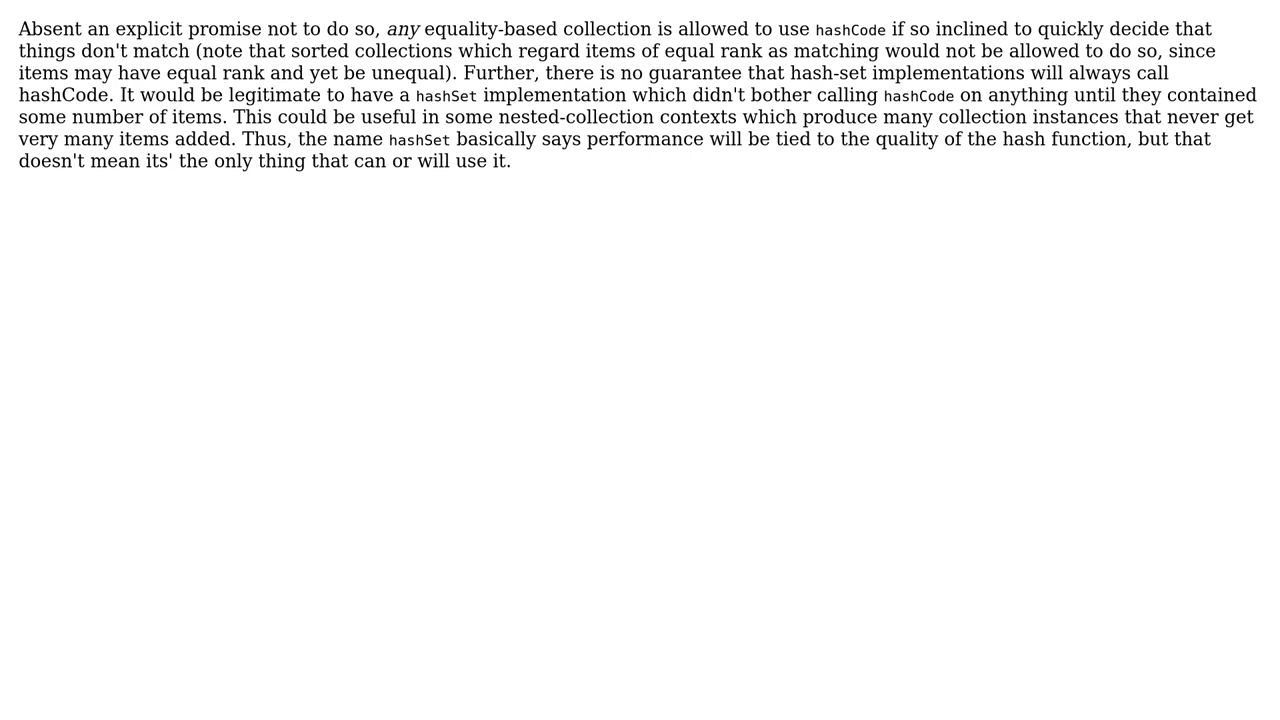 Absent an explicit promise not to do so, any equality-based collection is allowed to use hashCode if so inclined to quickly decide that
things don't match (note that sorted collections which regard items of equal rank as matching would not be allowed to do so, since
items may have equal rank and yet be unequal). Further, there is no guarantee that hash-set implementations will always call
hashCode. It would be legitimate to have a hashSet implementation which didn't bother calling hashCode on anything until they contained
some number of items. This could be useful in some nested-collection contexts which produce many collection instances that never get
very many items added. Thus, the name hashSet basically says performance will be tied to the quality of the hash function, but that
doesn't mean its' the only thing that can or will use it.